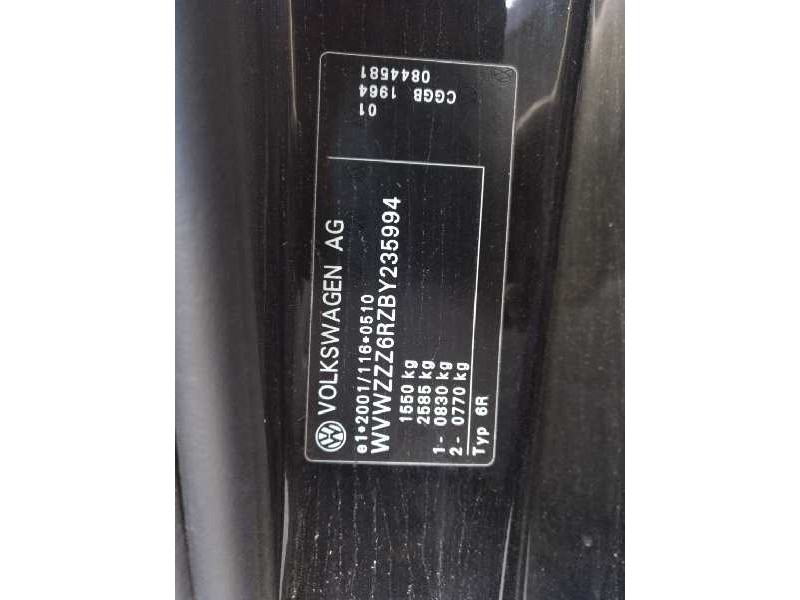 VOLKSWAGEN AG
e1*2001/116*0510
WVWZZZ6RZBY235994
1550 kg
2585 kg
1- 0830 kg
2- 0770 kg
Typ 6R
01
CGGB 1964
0844581